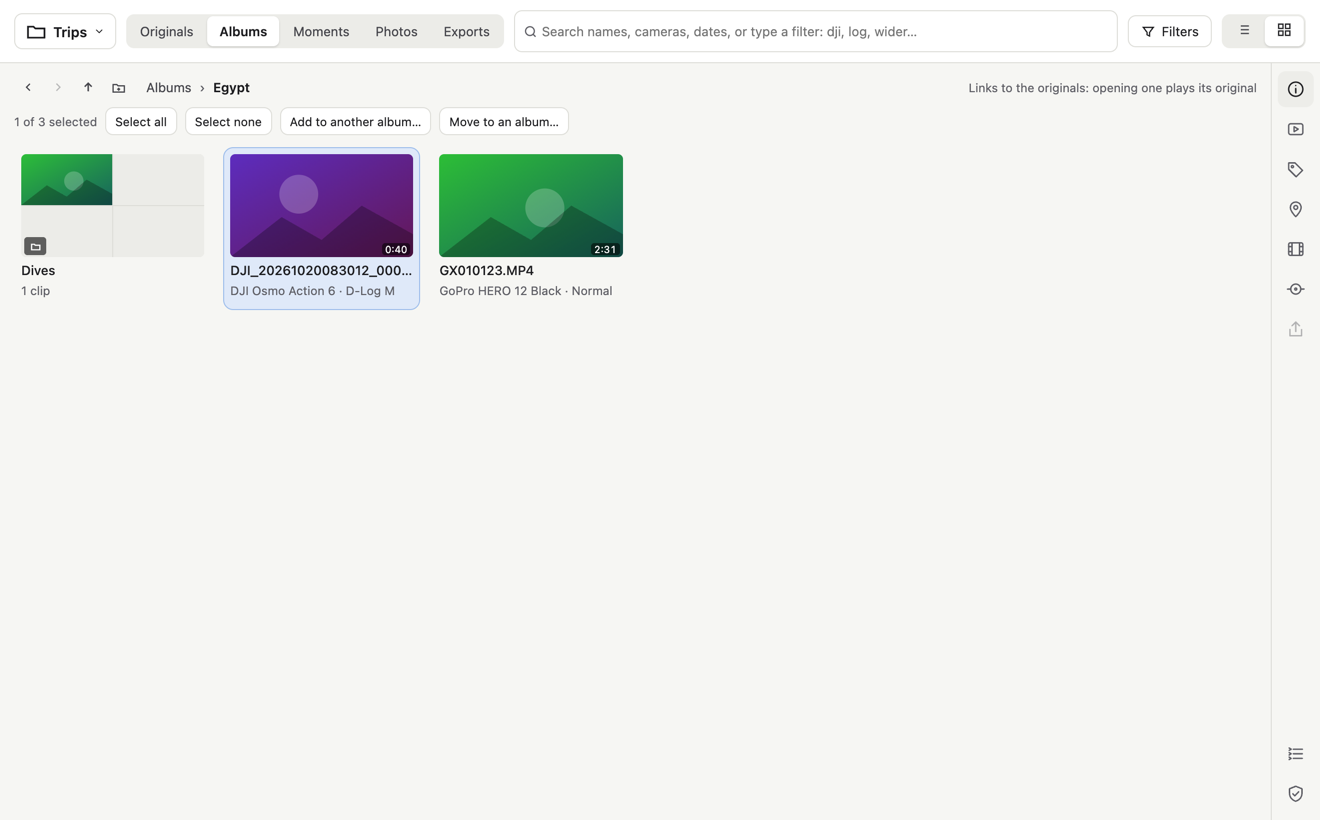 Trips
Originals
Albums
Moments
Photos
Exports
Search names, cameras, dates, or type a filter: dji, log, wider...
Filters
Albums › Egypt
Links to the originals: opening one plays its original
1 of 3 selected
Select all
Select none
Add to another album...
Move to an album...
0:40
2:31
Dives
1 clip
DJI_20261020083012_000...
DJI Osmo Action 6 · D-Log M
GX010123.MP4
GoPro HERO 12 Black · Normal